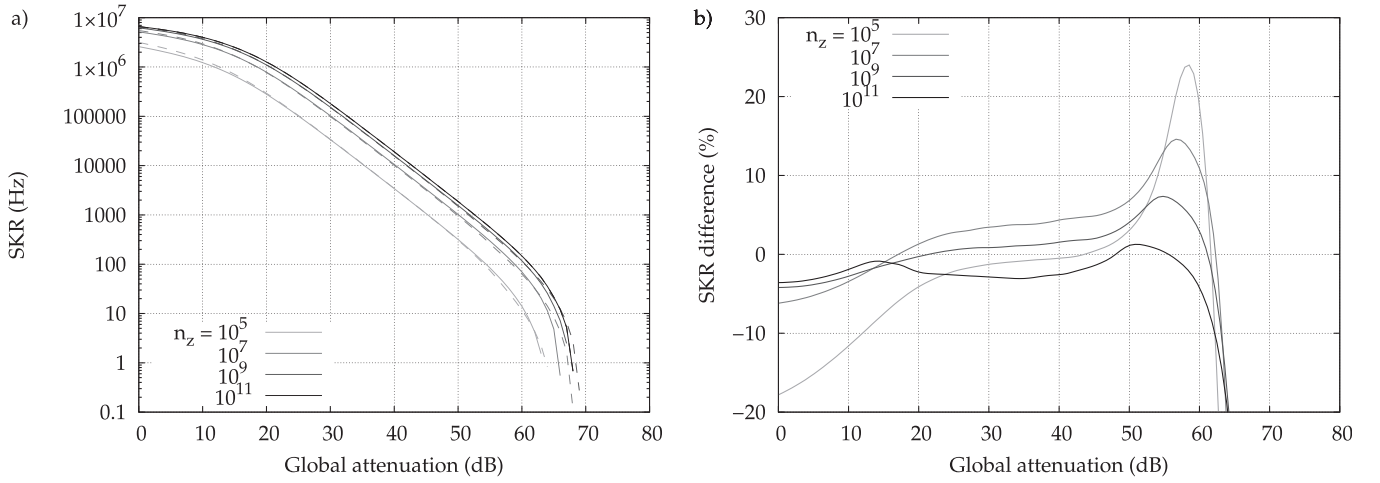 a)
SKR (Hz)
1×10^7
1×10^6
100000
10000
1000
100
10
1
0.1
n_z = 10^5
10^7
10^9
10^11
0 10 20 30 40 50 60 70 80
Global attenuation (dB)
b)
SKR difference (%)
30
20
10
0
−10
−20
n_z = 10^5
10^7
10^9
10^11
0 10 20 30 40 50 60 70 80
Global attenuation (dB)